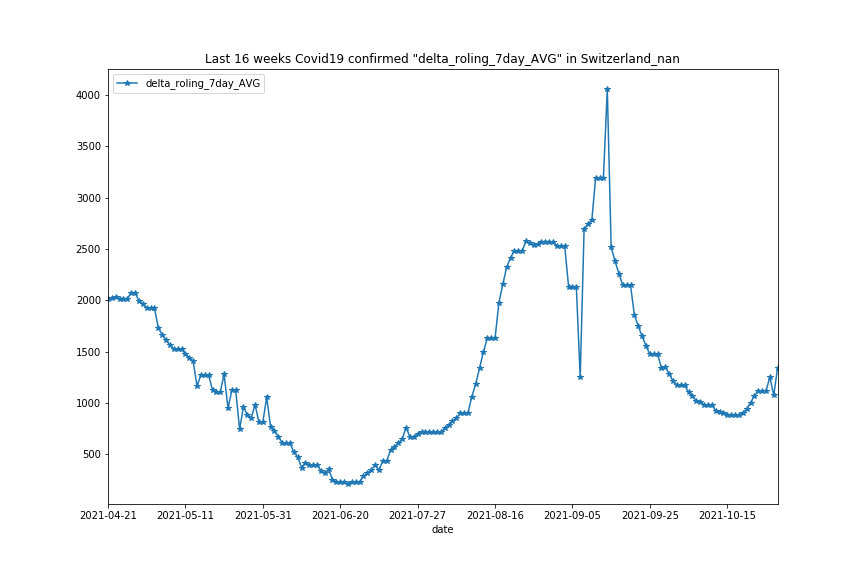 Last 16 weeks Covid19 confirmed "delta_roling_7day_AVG" in Switzerland_nan
delta_roling_7day_AVG
4000
3500
3000
2500
2000
1500
1000
500
2021-04-21 2021-05-11 2021-05-31 2021-06-20 2021-07-27 2021-08-16 2021-09-05 2021-09-25 2021-10-15
date